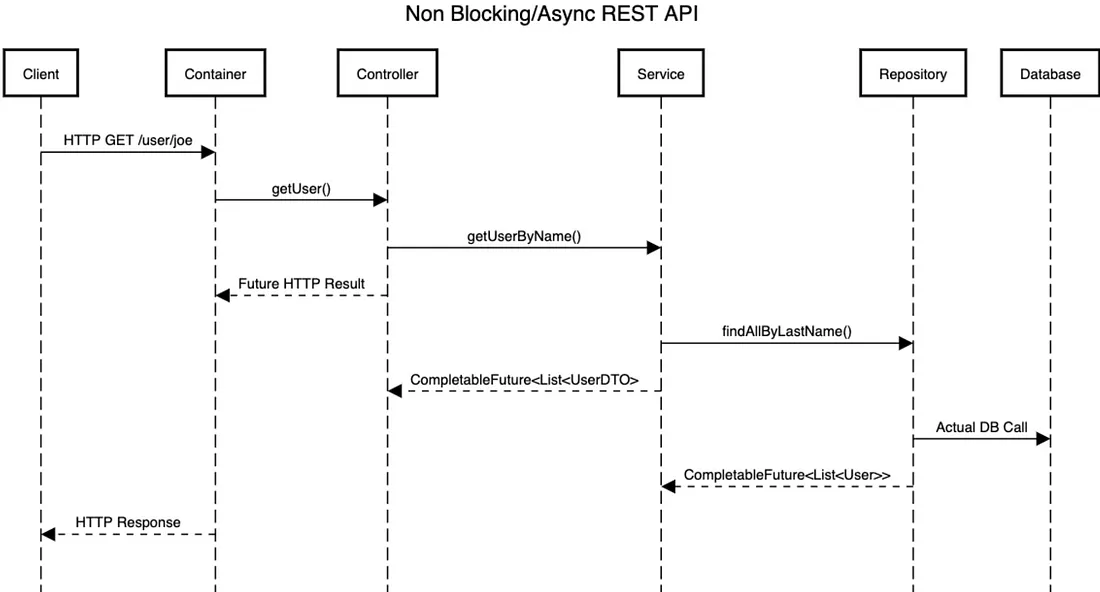 Non Blocking/Async REST API
Client
Container
Controller
Service
Repository
Database
HTTP GET /user/joe
getUser()
getUserByName()
Future HTTP Result
findAllByLastName()
CompletableFuture<List<UserDTO>
Actual DB Call
CompletableFuture<List<User>>
HTTP Response